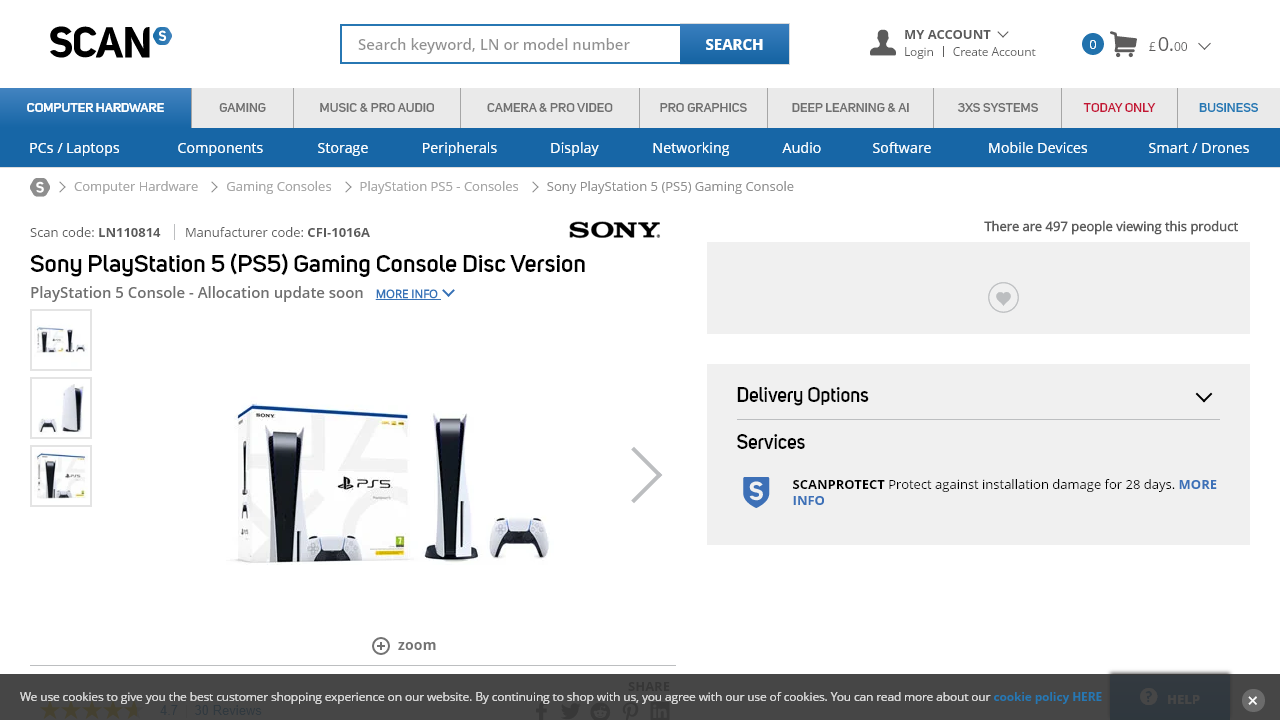 SCAN S
Search keyword, LN or model number
SEARCH
MY ACCOUNT
Login | Create Account
0
£0.00
COMPUTER HARDWARE
GAMING
MUSIC & PRO AUDIO
CAMERA & PRO VIDEO
PRO GRAPHICS
DEEP LEARNING & AI
3XS SYSTEMS
TODAY ONLY
BUSINESS
PCs / Laptops
Components
Storage
Peripherals
Display
Networking
Audio
Software
Mobile Devices
Smart / Drones
S
Computer Hardware
Gaming Consoles
PlayStation PS5 - Consoles
Sony PlayStation 5 (PS5) Gaming Console
Scan code: LN110814
Manufacturer code: CFI-1016A
SONY
Sony PlayStation 5 (PS5) Gaming Console Disc Version
PlayStation 5 Console - Allocation update soon
MORE INFO
There are 497 people viewing this product
SONY
PS5
Delivery Options
Services
S
SCANPROTECT Protect against installation damage for 28 days. MORE
INFO
zoom
SHARE
4.7
30 Reviews
We use cookies to give you the best customer shopping experience on our website. By continuing to shop with us, you agree with our use of cookies. You can read more about our cookie policy HERE
? HELP